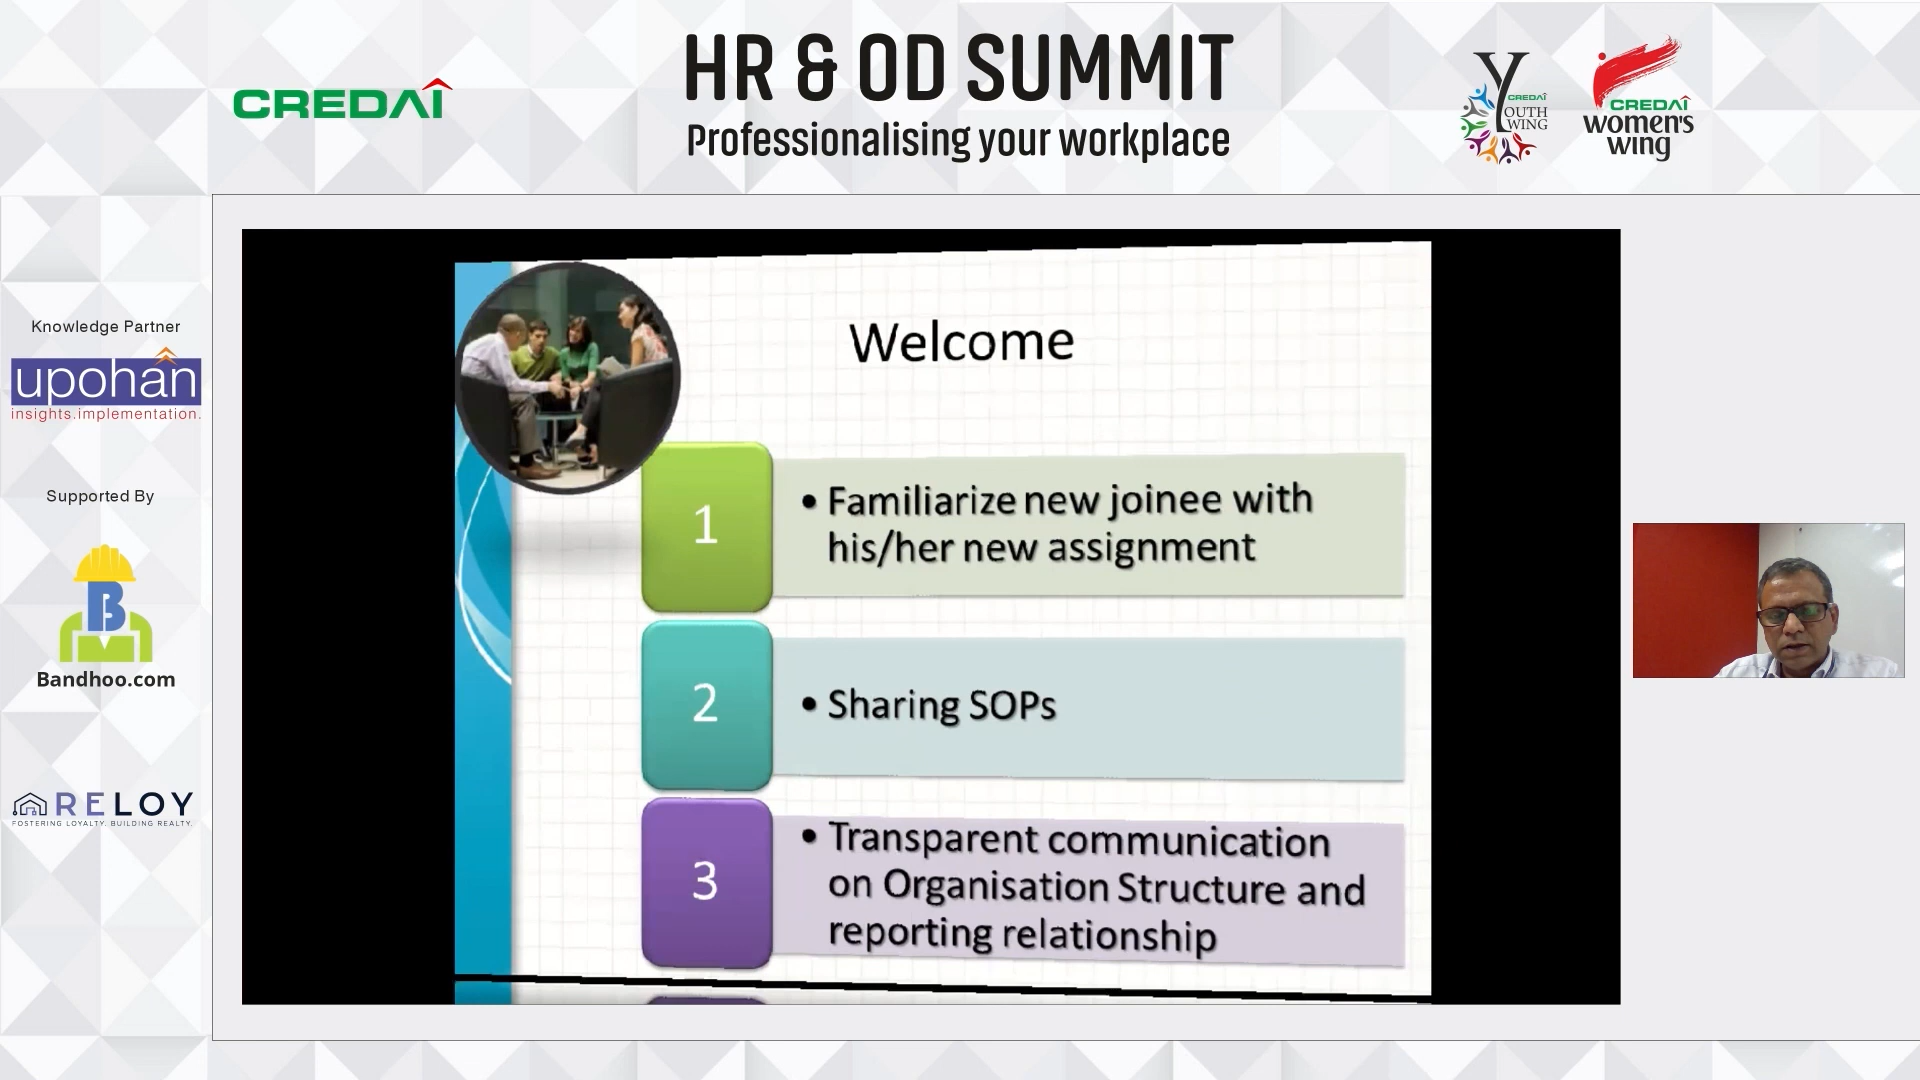 HR & OD SUMMIT
Professionalising your workplace
CREDAI
Y
CREDAI
OUTH
WING
CREDAI
women's
wing
Knowledge Partner
upohan
insights.implementation.
Supported By
B
Bandhoo.com
RELOY
FOSTERING LOYALTY. BUILDING REALTY.
Welcome
1
• Familiarize new joinee with
his/her new assignment
2
• Sharing SOPs
3
• Transparent communication
on Organisation Structure and
reporting relationship